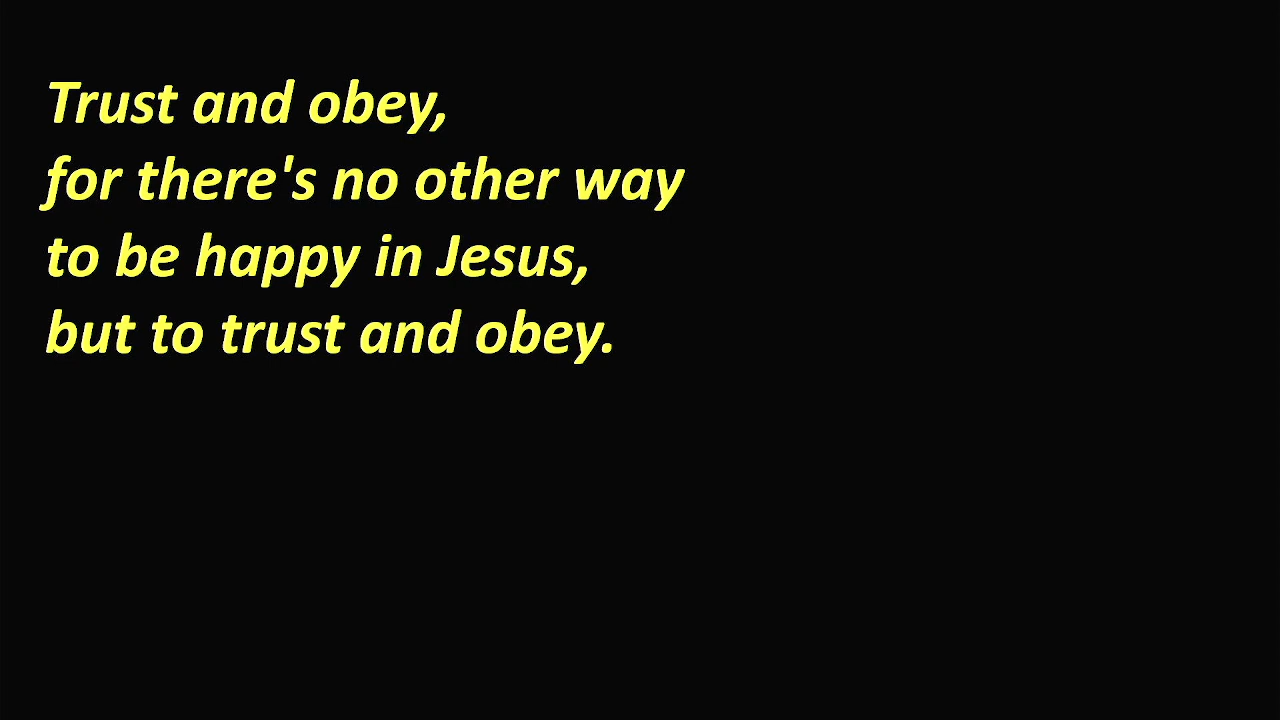 Trust and obey,
for there's no other way
to be happy in Jesus,
but to trust and obey.